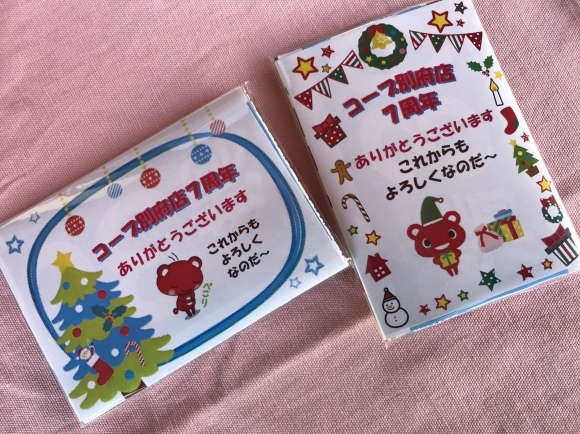 コープ別府店7周年
ありがとうございます
これからも
よろしく
なのだ～
コープ別府店
7周年
ありがとうございます
これからも
よろしくなのだ～